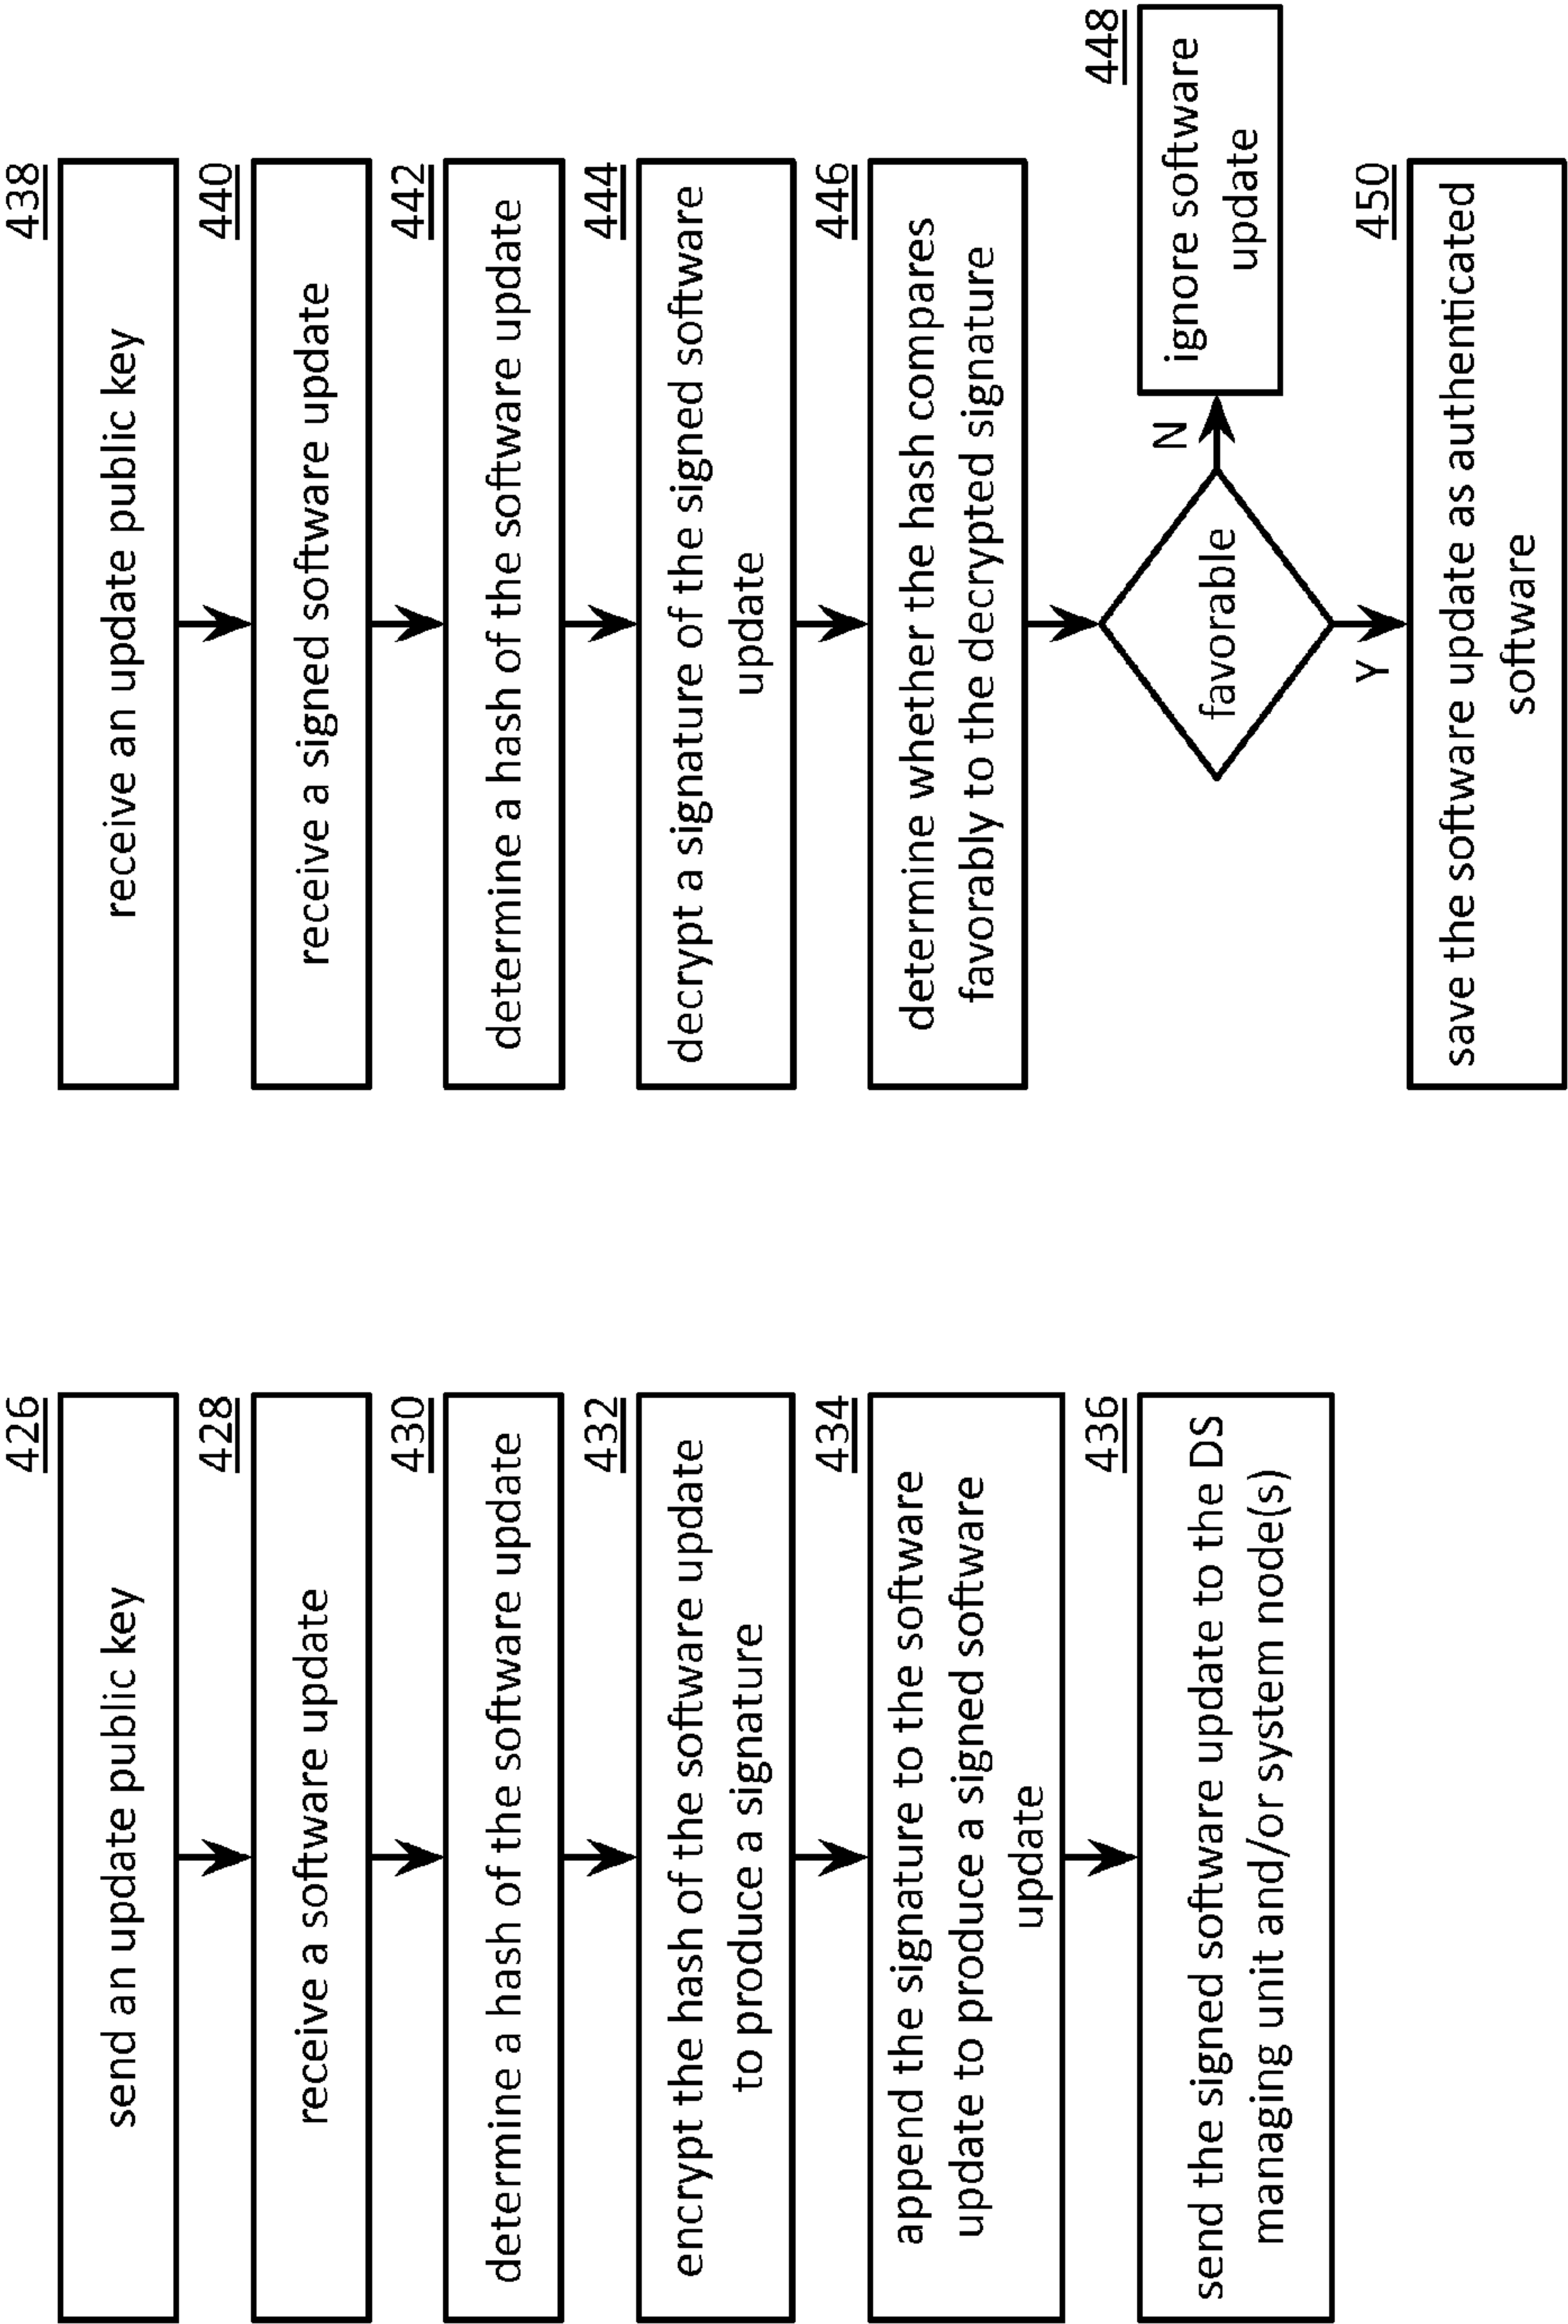 426
send an update public key
428
receive a software update
430
determine a hash of the software update
432
encrypt the hash of the software update
to produce a signature
434
append the signature to the software
update to produce a signed software
update
436
send the signed software update to the DS
managing unit and/or system node(s)
438
receive an update public key
440
receive a signed software update
442
determine a hash of the software update
444
decrypt a signature of the signed software
update
446
determine whether the hash compares
favorably to the decrypted signature
favorable
N
448
ignore software
update
Y
450
save the software update as authenticated
software